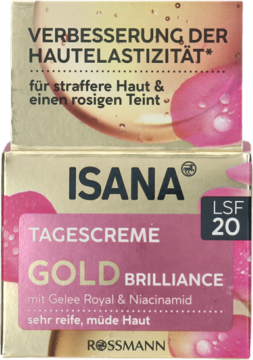 VERBESSERUNG DER
HAUTELASTIZITÄT*
für straffere Haut &
einen rosigen Teint
ISANA
LSF
20
TAGESCREME
GOLD BRILLIANCE
mit Gelee Royal & Niacinamid
sehr reife, müde Haut
ROSSMANN